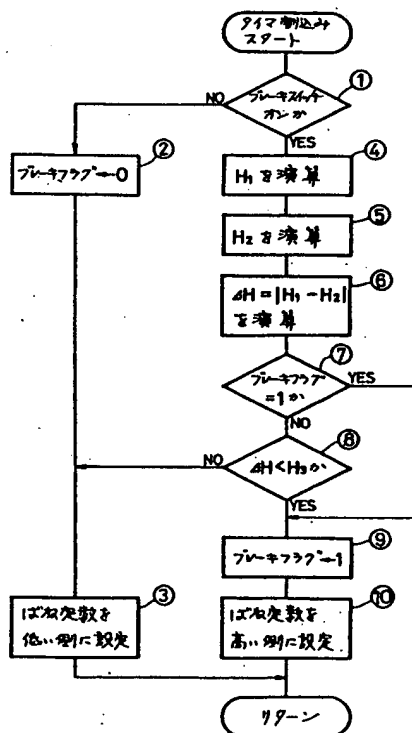 タイマ割込み
スタート
①
ブレーキスイッチ
オンか
NO
YES
②
ブレーキフラグ←0
④
H₁を演算
⑤
H₂を演算
⑥
ΔH=|H₁-H₂|
を演算
⑦
ブレーキフラグ
=1か
YES
NO
⑧
ΔH<H₃か
NO
YES
⑨
ブレーキフラグ←1
③
ばね定数を
低い側に設定
⑩
ばね定数を
高い側に設定
リターン